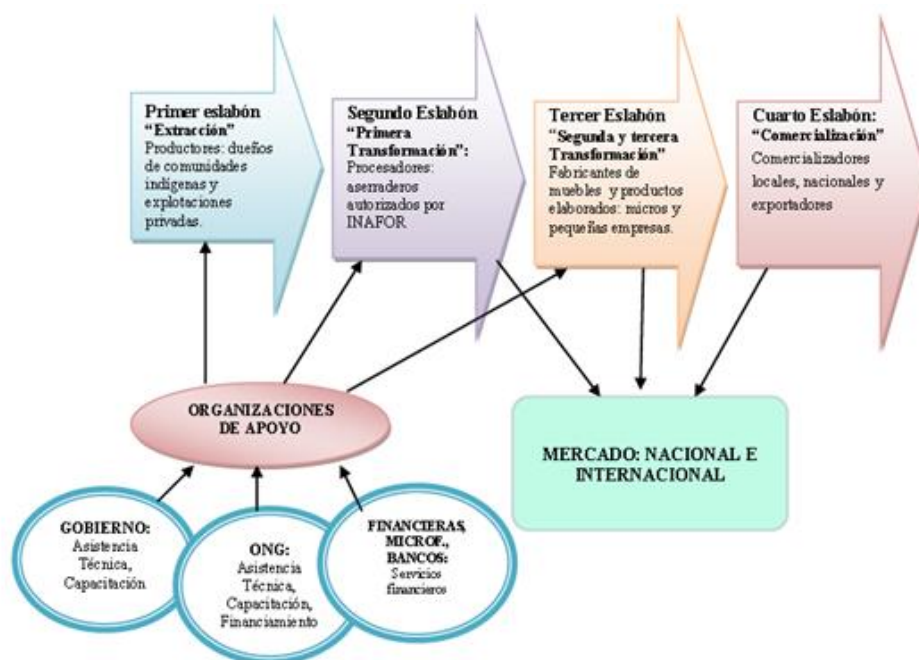 Primer eslabón
“Extracción”
Productores: dueños
de comunidades
indígenas y
explotaciones
privadas.
Segundo Eslabón
“Primera
Transformación”:
Procesadores:
aserraderos
autorizados por
INAFOR
Tercer Eslabón
“Segunda y tercera
Transformación”
Fabricantes de
muebles y productos
elaborados: micros y
pequeñas empresas.
Cuarto Eslabón:
“Comercialización”
Comercializadores
locales, nacionales y
exportadores
ORGANIZACIONES
DE APOYO
MERCADO: NACIONAL E
INTERNACIONAL
GOBIERNO:
Asistencia
Técnica,
Capacitación
ONG:
Asistencia
Técnica,
Capacitación,
Financiamiento
FINANCIERAS,
MICROF.,
BANCOS:
Servicios
financieros